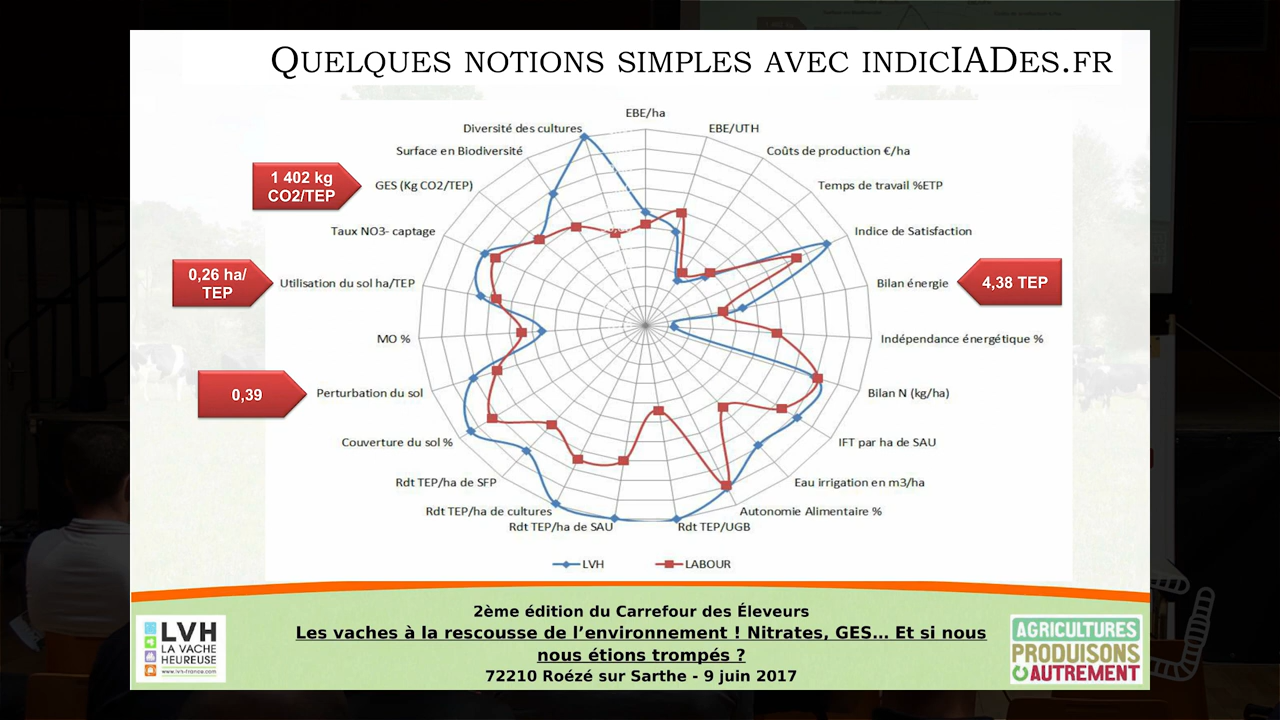 QUELQUES NOTIONS SIMPLES AVEC INDICIADES.FR
EBE/ha
EBE/UTH
Coûts de production €/ha
Temps de travail %ETP
Indice de Satisfaction
Bilan énergie
4,38 TEP
Indépendance énergétique %
Bilan N (kg/ha)
IFT par ha de SAU
Eau irrigation en m3/ha
Autonomie Alimentaire %
Rdt TEP/UGB
Rdt TEP/ha de SAU
Rdt TEP/ha de cultures
Rdt TEP/ha de SFP
Couverture du sol %
Perturbation du sol
0,39
MO %
Utilisation du sol ha/TEP
0,26 ha/
TEP
Taux NO3- captage
GES (Kg CO2/TEP)
1 402 kg
CO2/TEP
Surface en Biodiversité
Diversité des cultures
LVH
LABOUR
2ème édition du Carrefour des Éleveurs
Les vaches à la rescousse de l’environnement ! Nitrates, GES… Et si nous
nous étions trompés ?
72210 Roézé sur Sarthe - 9 juin 2017
LVH
LA VACHE
HEUREUSE
www.lvh-france.com
AGRICULTURES
PRODUISONS
AUTREMENT